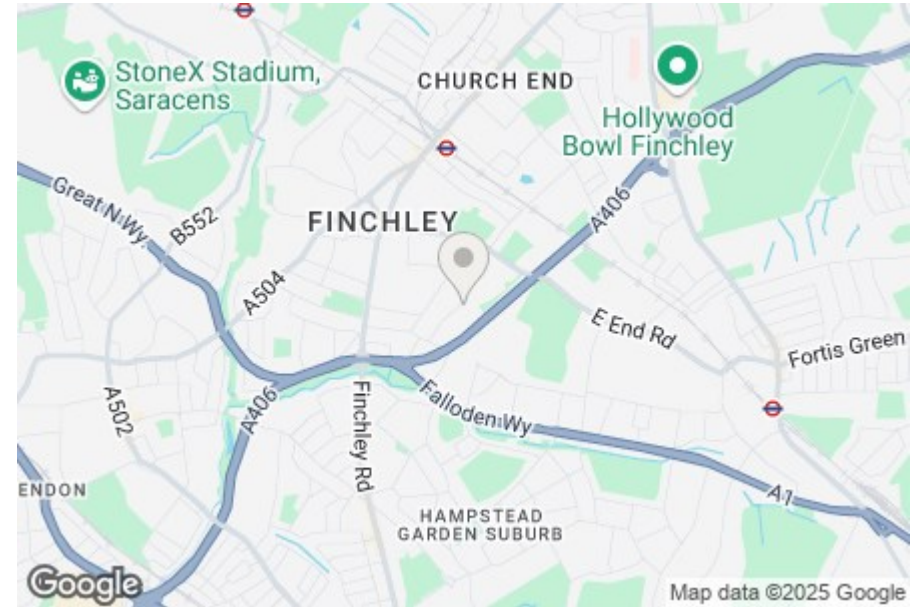 StoneX Stadium,
Saracens
CHURCH END
Hollywood
Bowl Finchley
Great N Wy
B552
FINCHLEY
A406
A504
E End Rd
Fortis Green
A502
A406
Finchley Rd
Falloden Wy
ENDON
HAMPSTEAD
GARDEN SUBURB
A1
Google
Map data ©2025 Google